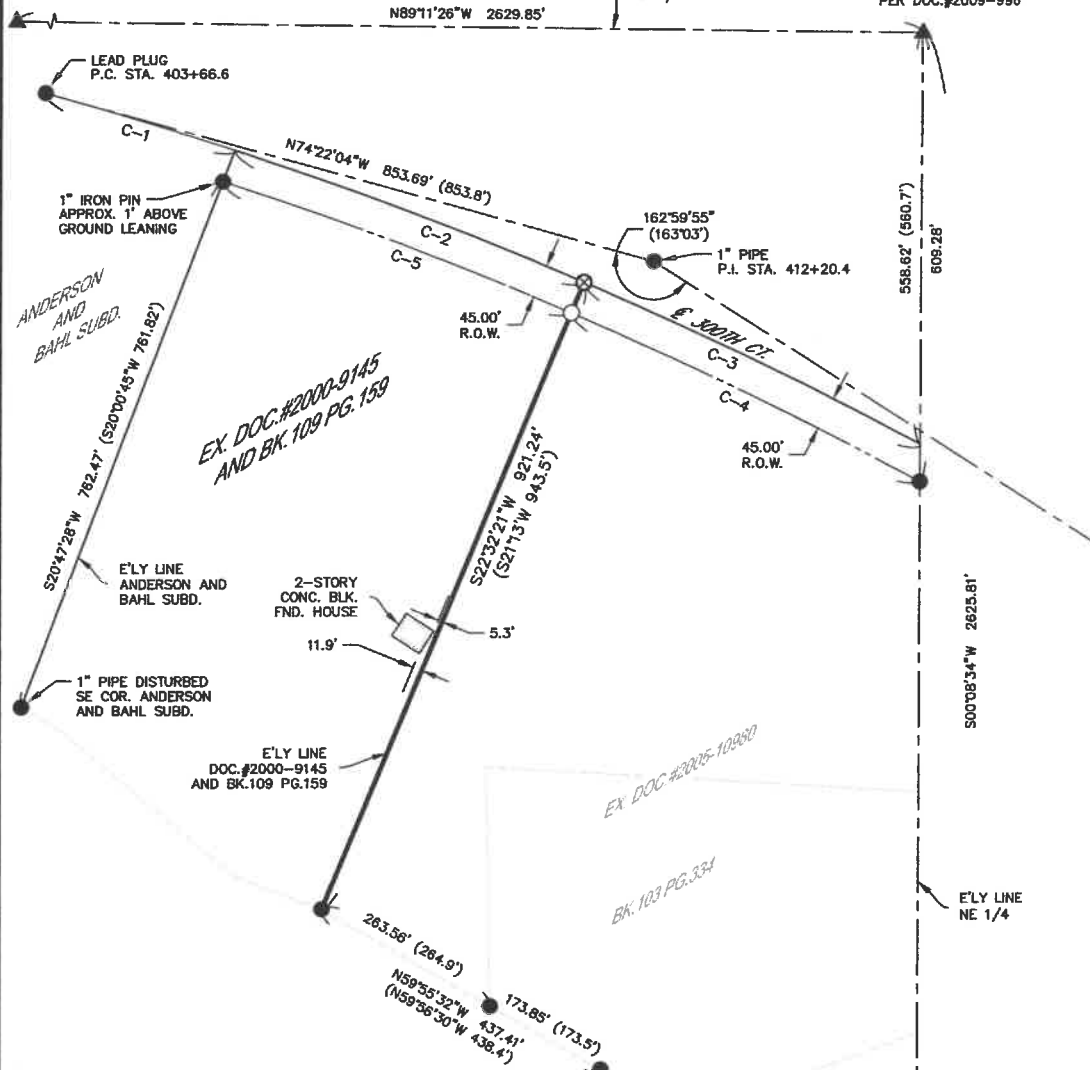 N89°11'26"W 2629.85'
PER DOC.#2009-998
LEAD PLUG
P.C. STA. 403+66.6
C-1
N74°22'04"W 853.69' (853.8')
1" IRON PIN
APPROX. 1' ABOVE
GROUND LEANING
C-2
C-5
162°59'55"
(163°03')
1" PIPE
P.I. STA. 412+20.4
558.62' (560.7')
609.28'
ANDERSON
AND
BAHL SUBD.
45.00'
R.O.W.
℄ 300TH CT.
C-3
C-4
EX. DOC.#2000-9145
AND BK.109 PG.159
45.00'
R.O.W.
S20°47'28"W 762.47' (S20°00'45"W 761.82')
S22°32'21"W 921.24'
(S21°13'W 943.5')
E'LY LINE
ANDERSON AND
BAHL SUBD.
2-STORY
CONC. BLK.
FND. HOUSE
5.3'
11.9'
S00°08'34"W 2625.81'
1" PIPE DISTURBED
SE COR. ANDERSON
AND BAHL SUBD.
E'LY LINE
DOC.#2000-9145
AND BK.109 PG.159
EX. DOC.#2005-10960
BK. 103 PG.334
E'LY LINE
NE 1/4
263.56' (264.9')
N59°55'32"W 437.41'
(N59°56'30"W 438.4')
173.85' (173.5')